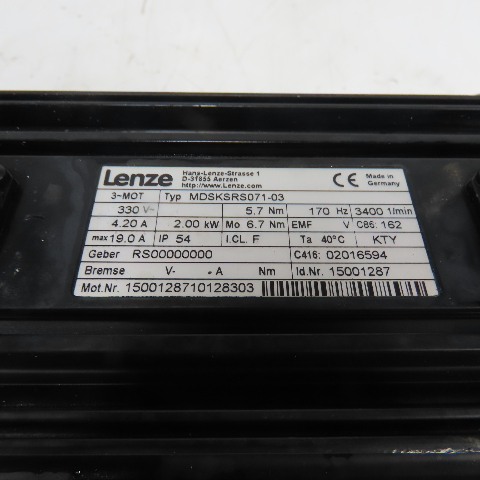 Lenze
Hans-Lenze-Strasse 1
D-31855 Aerzen
http://www.Lenze.com
CE
Made in
Germany
3~MOT Typ MDSKSRS071-03
330 V~ 5.7 Nm 170 Hz 3400 1/min
4.20 A 2.00 kW Mo 6.7 Nm EMF V C86: 162
max 19.0 A IP 54 I.CL. F Ta 40°C KTY
Geber RS00000000 C416: 02016594
Bremse V- A Nm Id.Nr. 15001287
Mot.Nr. 1500128710128303